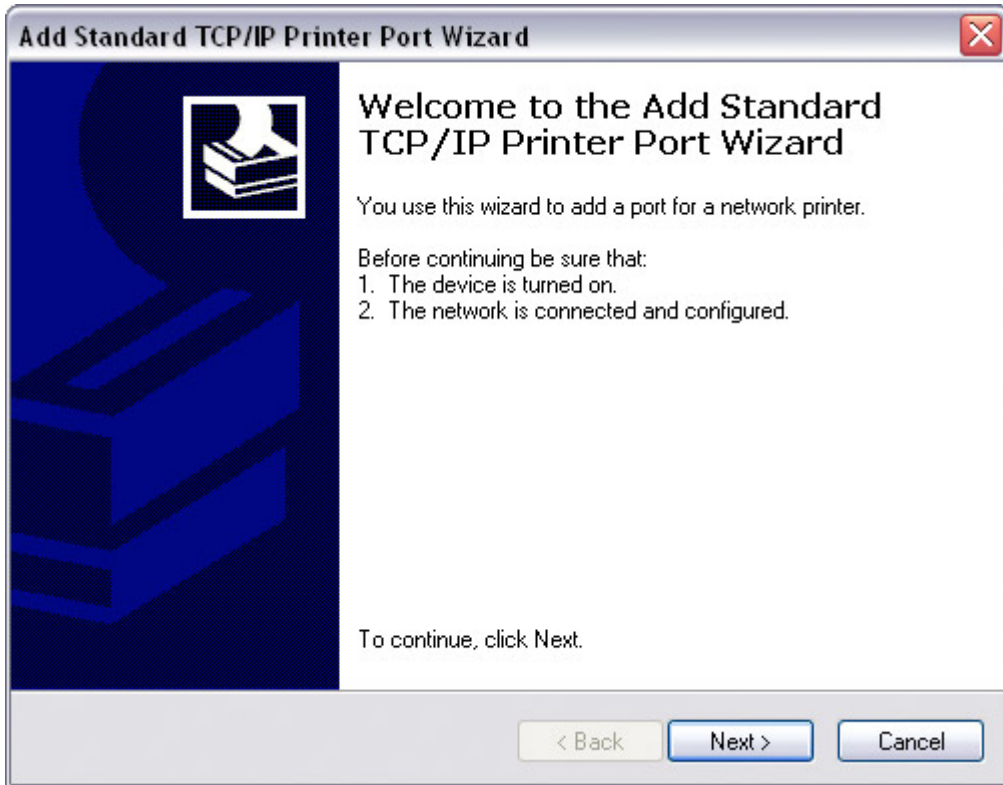 Add Standard TCP/IP Printer Port Wizard
Welcome to the Add Standard
TCP/IP Printer Port Wizard
You use this wizard to add a port for a network printer.
Before continuing be sure that:
1. The device is turned on.
2. The network is connected and configured.
To continue, click Next.
< Back
Next >
Cancel